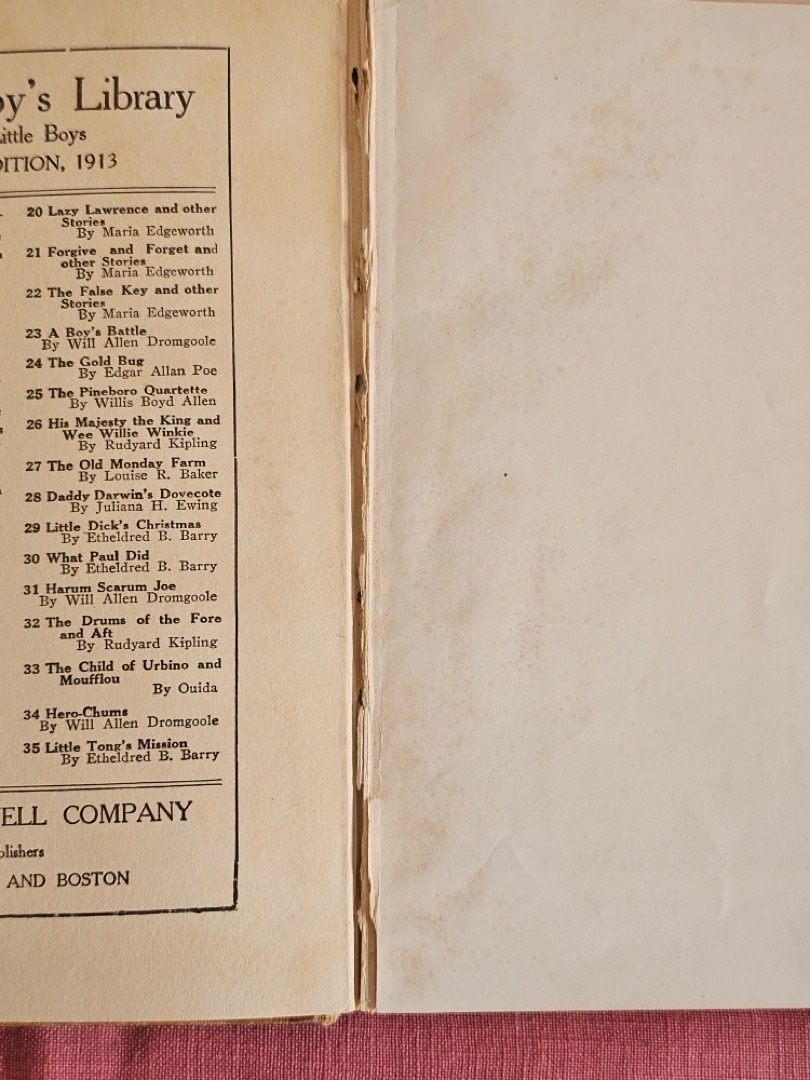 oy's Library
Little Boys
DITION, 1913
20 Lazy Lawrence and other
Stories
By Maria Edgeworth
21 Forgive and Forget and
other Stories
By Maria Edgeworth
22 The False Key and other
Stories
By Maria Edgeworth
23 A Boy's Battle
By Will Allen Dromgoole
24 The Gold Bug
By Edgar Allan Poe
25 The Pineboro Quartette
By Willis Boyd Allen
26 His Majesty the King and
Wee Willie Winkie
By Rudyard Kipling
27 The Old Monday Farm
By Louise R. Baker
28 Daddy Darwin's Dovecote
By Juliana H. Ewing
29 Little Dick's Christmas
By Etheldred B. Barry
30 What Paul Did
By Etheldred B. Barry
31 Harum Scarum Joe
By Will Allen Dromgoole
32 The Drums of the Fore
and Aft
By Rudyard Kipling
33 The Child of Urbino and
Moufflou
By Ouida
34 Hero-Chums
By Will Allen Dromgoole
35 Little Tong's Mission
By Etheldred B. Barry
ELL COMPANY
blishers
AND BOSTON